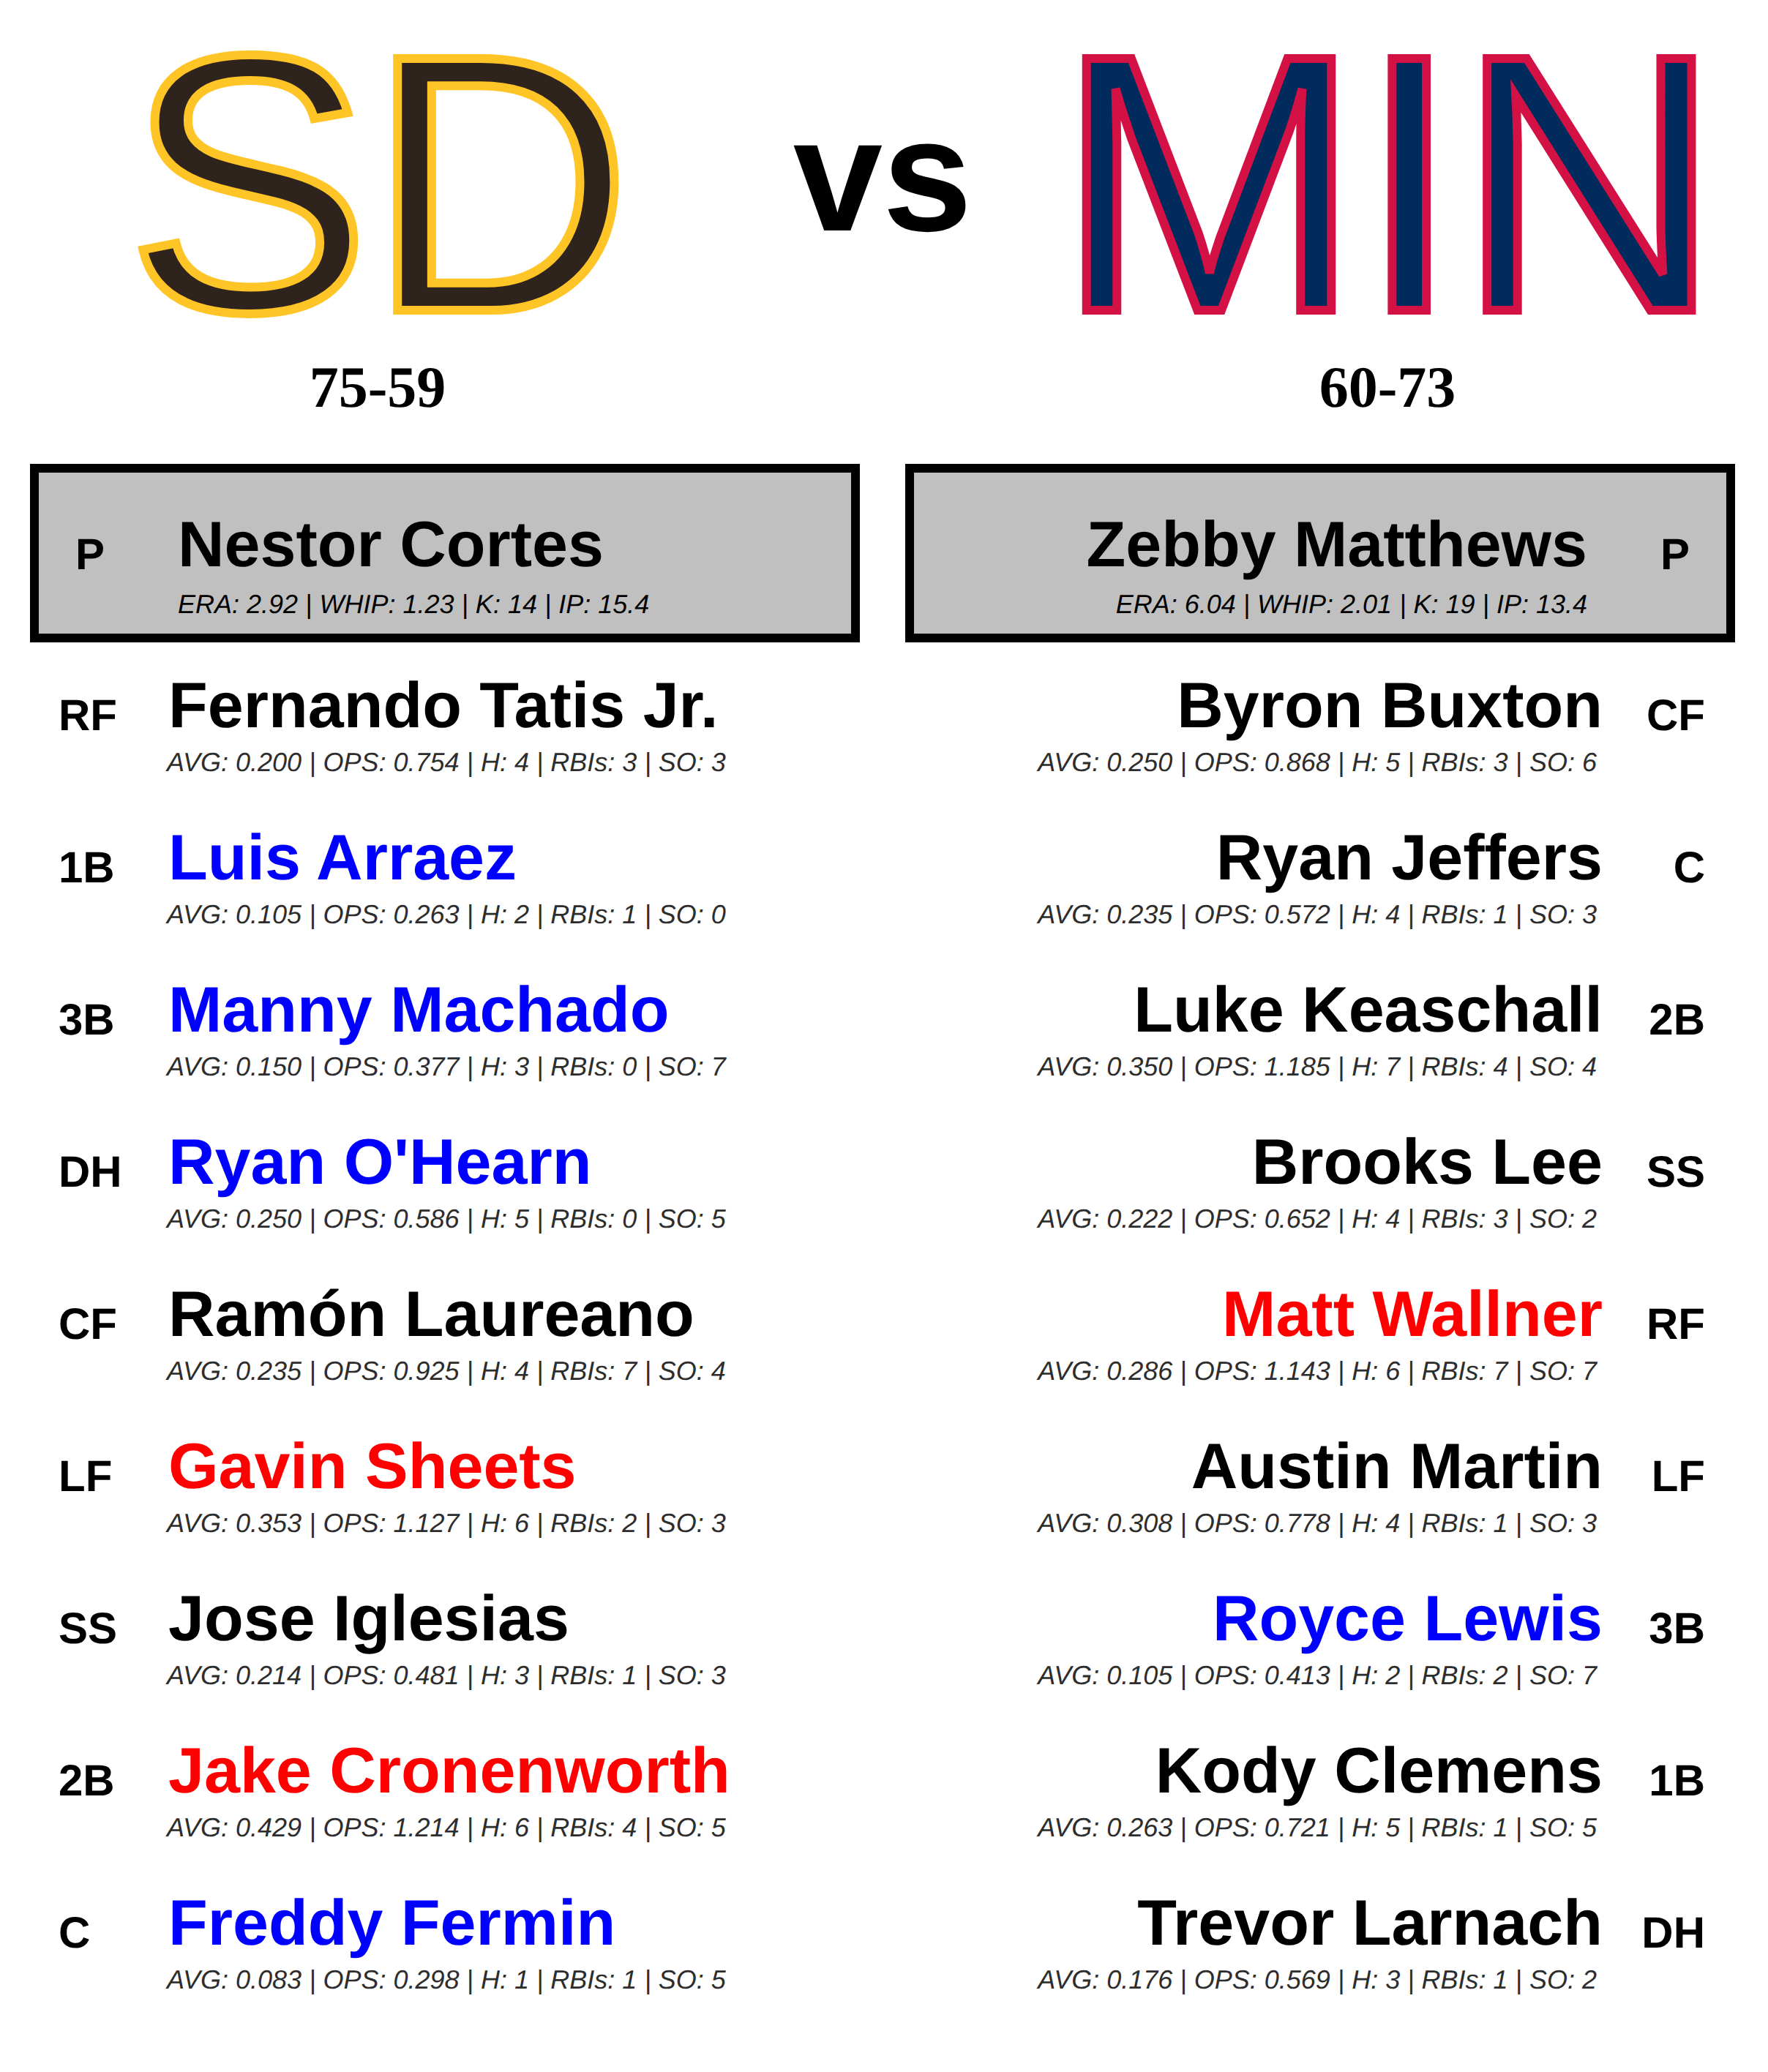 SD vs MIN
75-59 60-73
P Nestor Cortes
ERA: 2.92 | WHIP: 1.23 | K: 14 | IP: 15.4
Zebby Matthews P
ERA: 6.04 | WHIP: 2.01 | K: 19 | IP: 13.4
RF Fernando Tatis Jr.
AVG: 0.200 | OPS: 0.754 | H: 4 | RBIs: 3 | SO: 3
1B Luis Arraez
AVG: 0.105 | OPS: 0.263 | H: 2 | RBIs: 1 | SO: 0
3B Manny Machado
AVG: 0.150 | OPS: 0.377 | H: 3 | RBIs: 0 | SO: 7
DH Ryan O'Hearn
AVG: 0.250 | OPS: 0.586 | H: 5 | RBIs: 0 | SO: 5
CF Ramón Laureano
AVG: 0.235 | OPS: 0.925 | H: 4 | RBIs: 7 | SO: 4
LF Gavin Sheets
AVG: 0.353 | OPS: 1.127 | H: 6 | RBIs: 2 | SO: 3
SS Jose Iglesias
AVG: 0.214 | OPS: 0.481 | H: 3 | RBIs: 1 | SO: 3
2B Jake Cronenworth
AVG: 0.429 | OPS: 1.214 | H: 6 | RBIs: 4 | SO: 5
C Freddy Fermin
AVG: 0.083 | OPS: 0.298 | H: 1 | RBIs: 1 | SO: 5
Byron Buxton CF
AVG: 0.250 | OPS: 0.868 | H: 5 | RBIs: 3 | SO: 6
Ryan Jeffers C
AVG: 0.235 | OPS: 0.572 | H: 4 | RBIs: 1 | SO: 3
Luke Keaschall 2B
AVG: 0.350 | OPS: 1.185 | H: 7 | RBIs: 4 | SO: 4
Brooks Lee SS
AVG: 0.222 | OPS: 0.652 | H: 4 | RBIs: 3 | SO: 2
Matt Wallner RF
AVG: 0.286 | OPS: 1.143 | H: 6 | RBIs: 7 | SO: 7
Austin Martin LF
AVG: 0.308 | OPS: 0.778 | H: 4 | RBIs: 1 | SO: 3
Royce Lewis 3B
AVG: 0.105 | OPS: 0.413 | H: 2 | RBIs: 2 | SO: 7
Kody Clemens 1B
AVG: 0.263 | OPS: 0.721 | H: 5 | RBIs: 1 | SO: 5
Trevor Larnach DH
AVG: 0.176 | OPS: 0.569 | H: 3 | RBIs: 1 | SO: 2